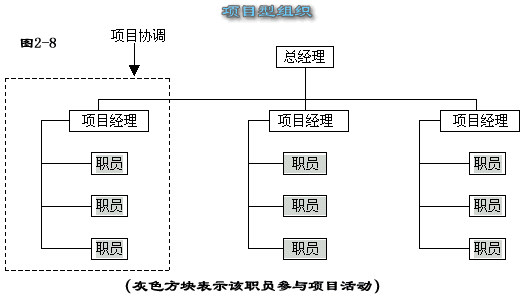 项目型组织
图2-8
项目协调
总经理
项目经理 项目经理 项目经理
职员 职员 职员
职员 职员 职员
职员 职员 职员
(灰色方块表示该职员参与项目活动)